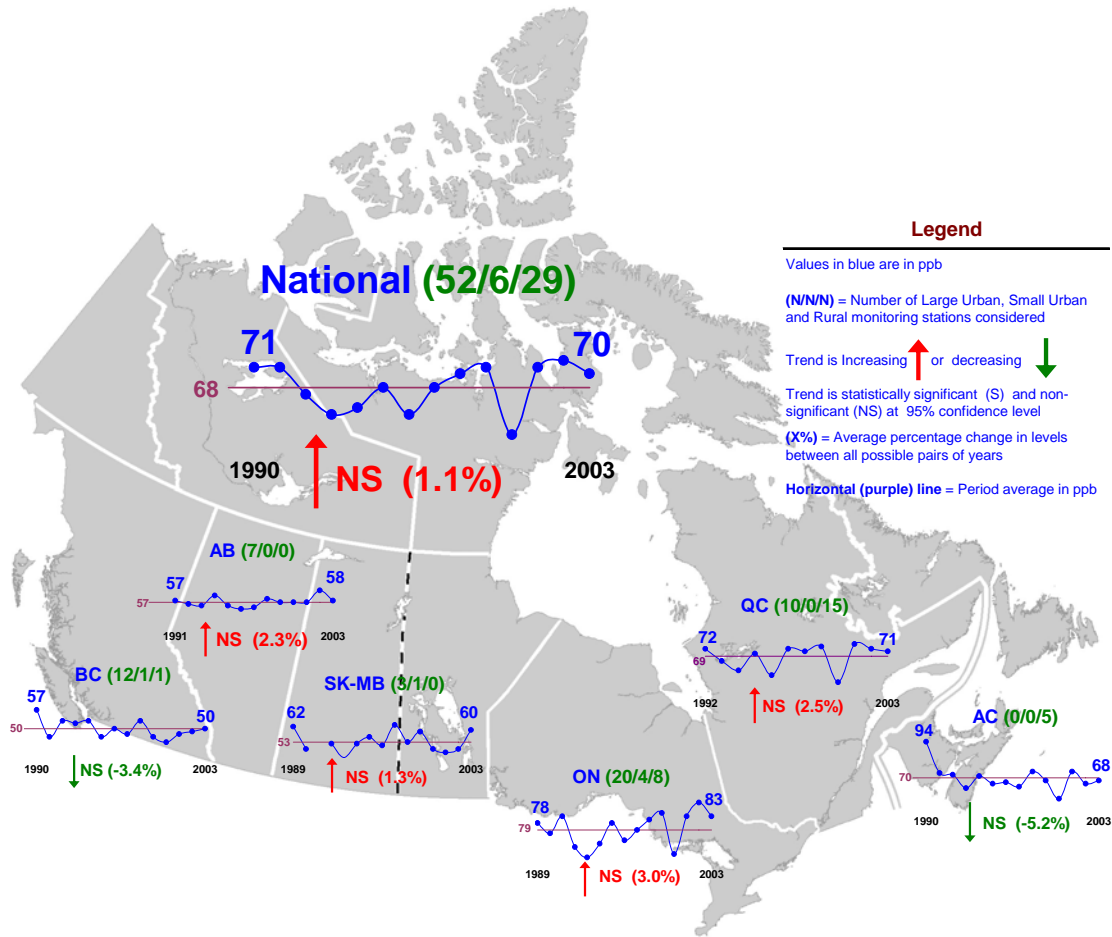 Legend
Values in blue are in ppb
(N/N/N) = Number of Large Urban, Small Urban
and Rural monitoring stations considered
Trend is Increasing or decreasing
Trend is statistically significant (S) and non-
significant (NS) at 95% confidence level
(X%) = Average percentage change in levels
between all possible pairs of years
Horizontal (purple) line = Period average in ppb
National (52/6/29)
71
70
68
1990
2003
NS (1.1%)
AB (7/0/0)
57
58
57
1991
2003
NS (2.3%)
BC (12/1/1)
57
50
50
1990
2003
NS (-3.4%)
SK-MB (3/1/0)
62
60
53
1989
2003
NS (1.3%)
ON (20/4/8)
78
83
79
1989
2003
NS (3.0%)
QC (10/0/15)
72
71
69
1992
2003
NS (2.5%)
AC (0/0/5)
94
68
70
1990
2003
NS (-5.2%)